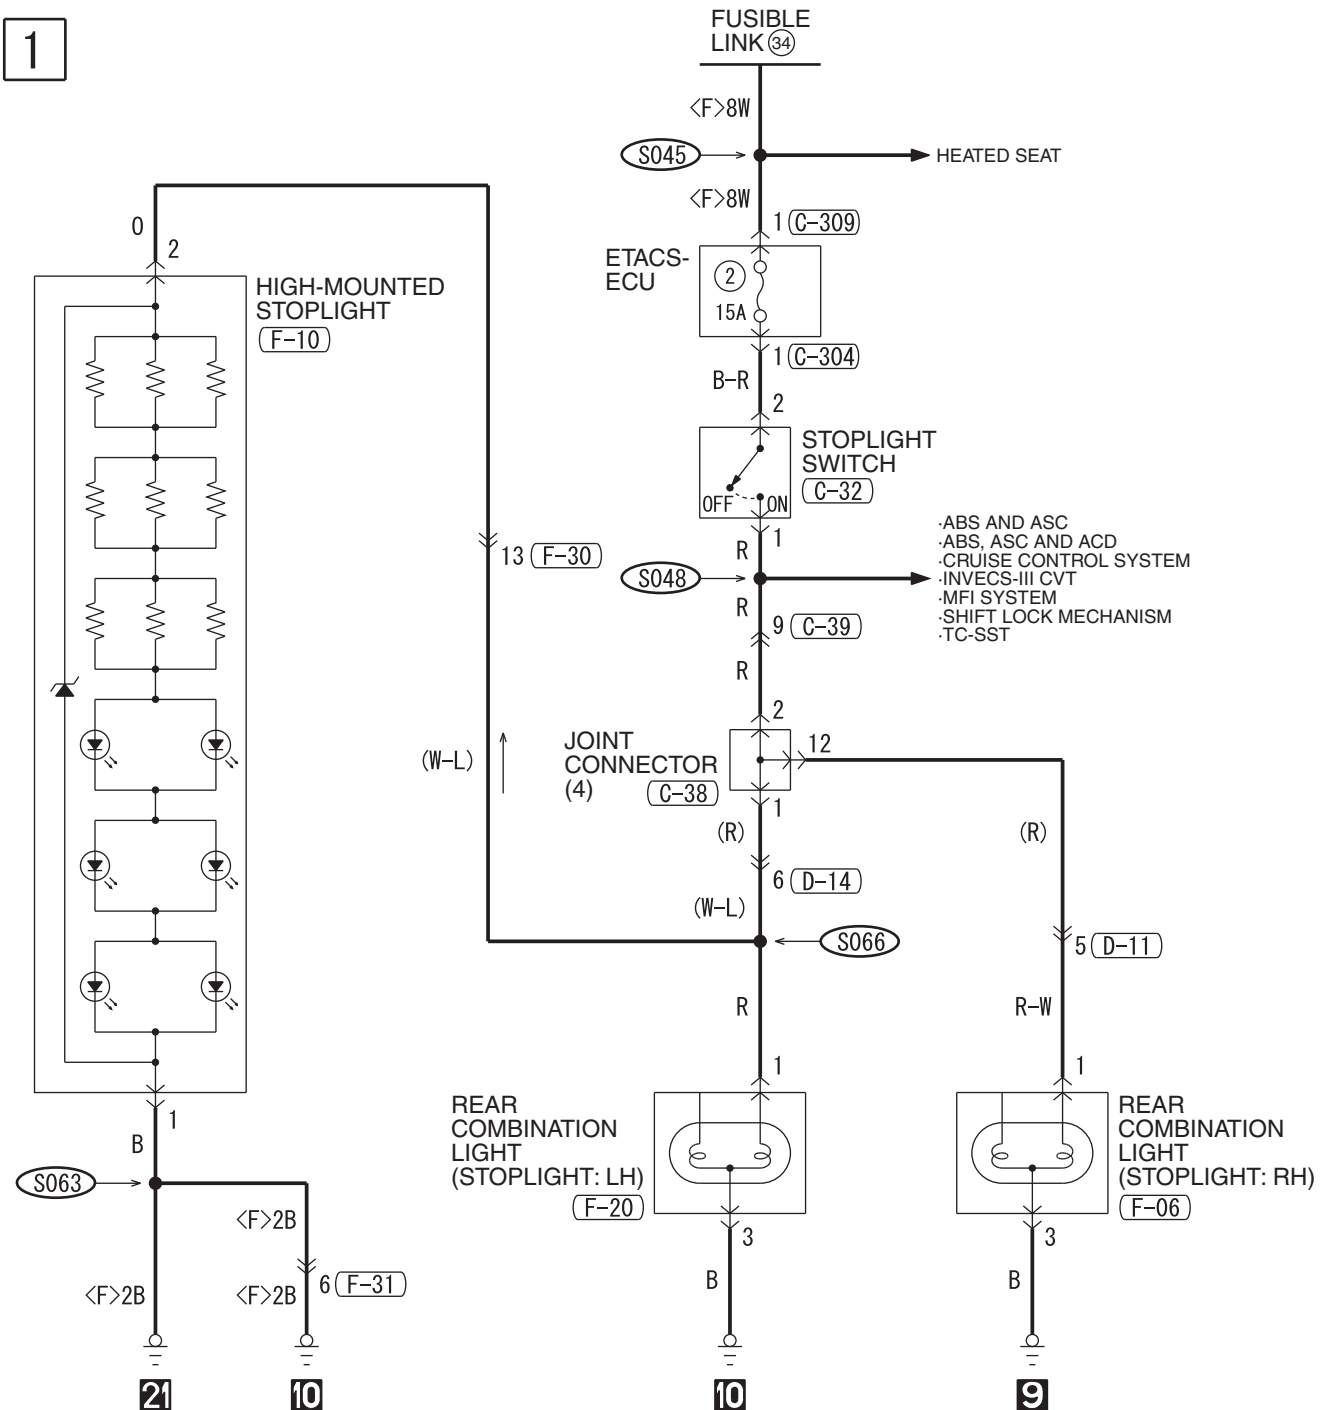 1
FUSIBLE
LINK 34
<F>8W
S045
HEATED SEAT
<F>8W
1 C-309
ETACS-
ECU
2
15A
1 C-304
B-R
2
STOPLIGHT
SWITCH
C-32
OFF ON
1
R
S048
·ABS AND ASC
·ABS, ASC AND ACD
·CRUISE CONTROL SYSTEM
·INVECS-III CVT
·MFI SYSTEM
·SHIFT LOCK MECHANISM
·TC-SST
R
9 C-39
R
2
JOINT
CONNECTOR
(4)
C-38
12
1
(R)
(R)
6 D-14
(W-L)
S066
5 D-11
R
R-W
1
1
REAR
COMBINATION
LIGHT
(STOPLIGHT: LH)
F-20
REAR
COMBINATION
LIGHT
(STOPLIGHT: RH)
F-06
3
3
B
B
10
9
0
2
HIGH-MOUNTED
STOPLIGHT
F-10
13 F-30
(W-L)
1
B
S063
<F>2B
6 F-31
<F>2B
<F>2B
21
10